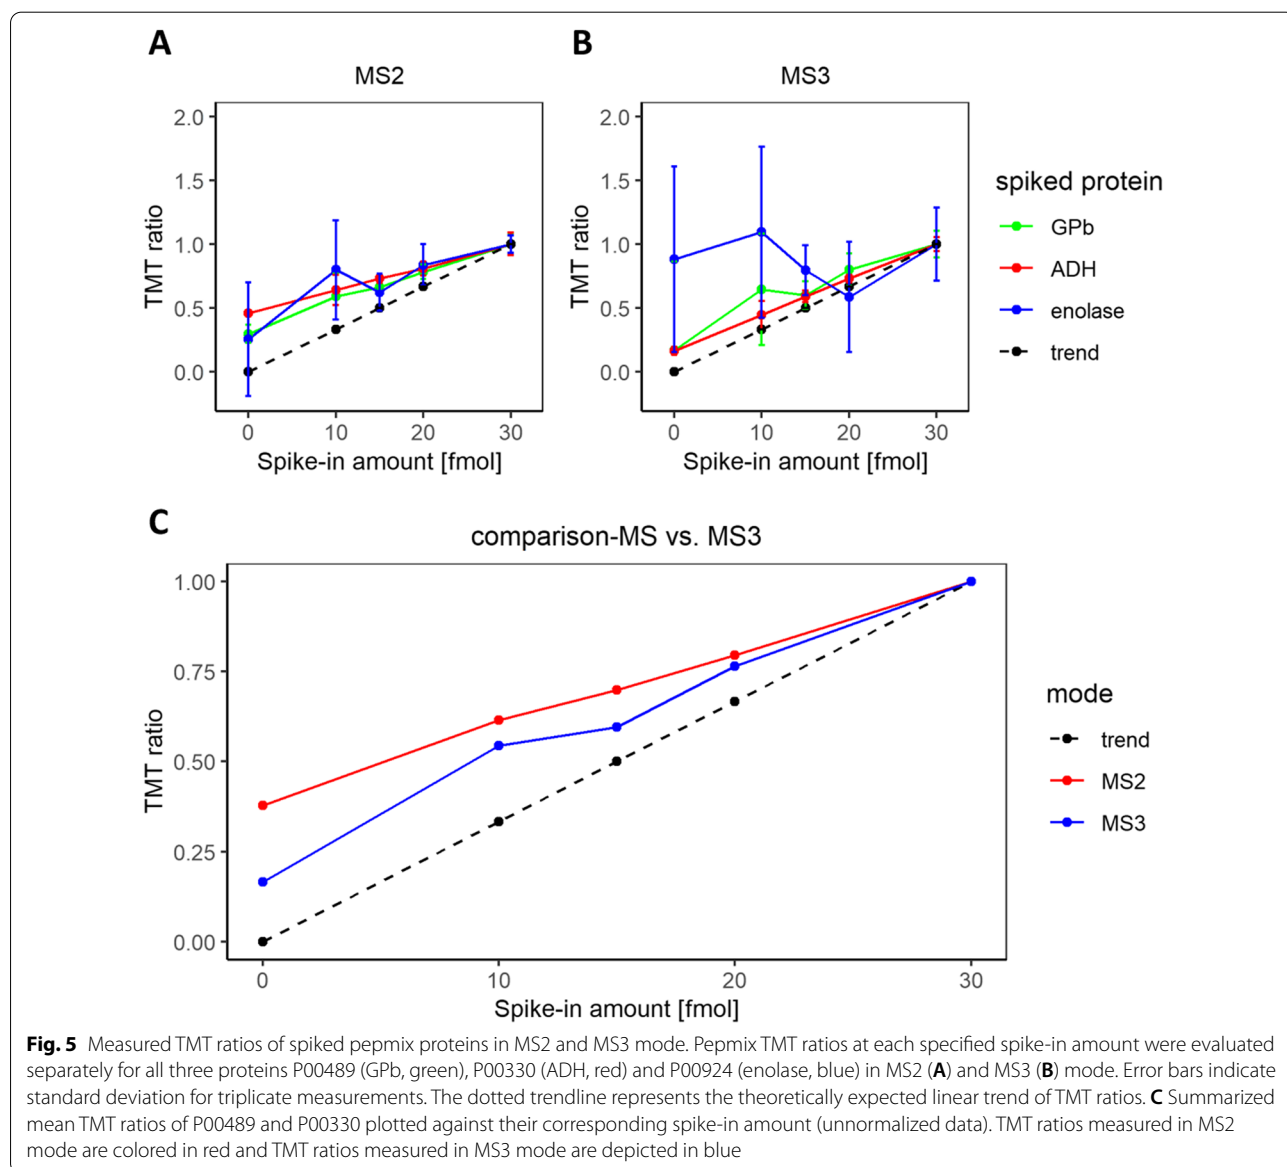 A
MS2
2.0
1.5
1.0
0.5
0.0
TMT ratio
0 10 20 30
Spike-in amount [fmol]
B
MS3
2.0
1.5
1.0
0.5
0.0
TMT ratio
0 10 20 30
Spike-in amount [fmol]
spiked protein
GPb
ADH
enolase
trend
C
comparison-MS vs. MS3
1.00
0.75
0.50
0.25
0.00
TMT ratio
0 10 20 30
Spike-in amount [fmol]
mode
trend
MS2
MS3
Fig. 5 Measured TMT ratios of spiked pepmix proteins in MS2 and MS3 mode. Pepmix TMT ratios at each specified spike-in amount were evaluated
separately for all three proteins P00489 (GPb, green), P00330 (ADH, red) and P00924 (enolase, blue) in MS2 (A) and MS3 (B) mode. Error bars indicate
standard deviation for triplicate measurements. The dotted trendline represents the theoretically expected linear trend of TMT ratios. C Summarized
mean TMT ratios of P00489 and P00330 plotted against their corresponding spike-in amount (unnormalized data). TMT ratios measured in MS2
mode are colored in red and TMT ratios measured in MS3 mode are depicted in blue